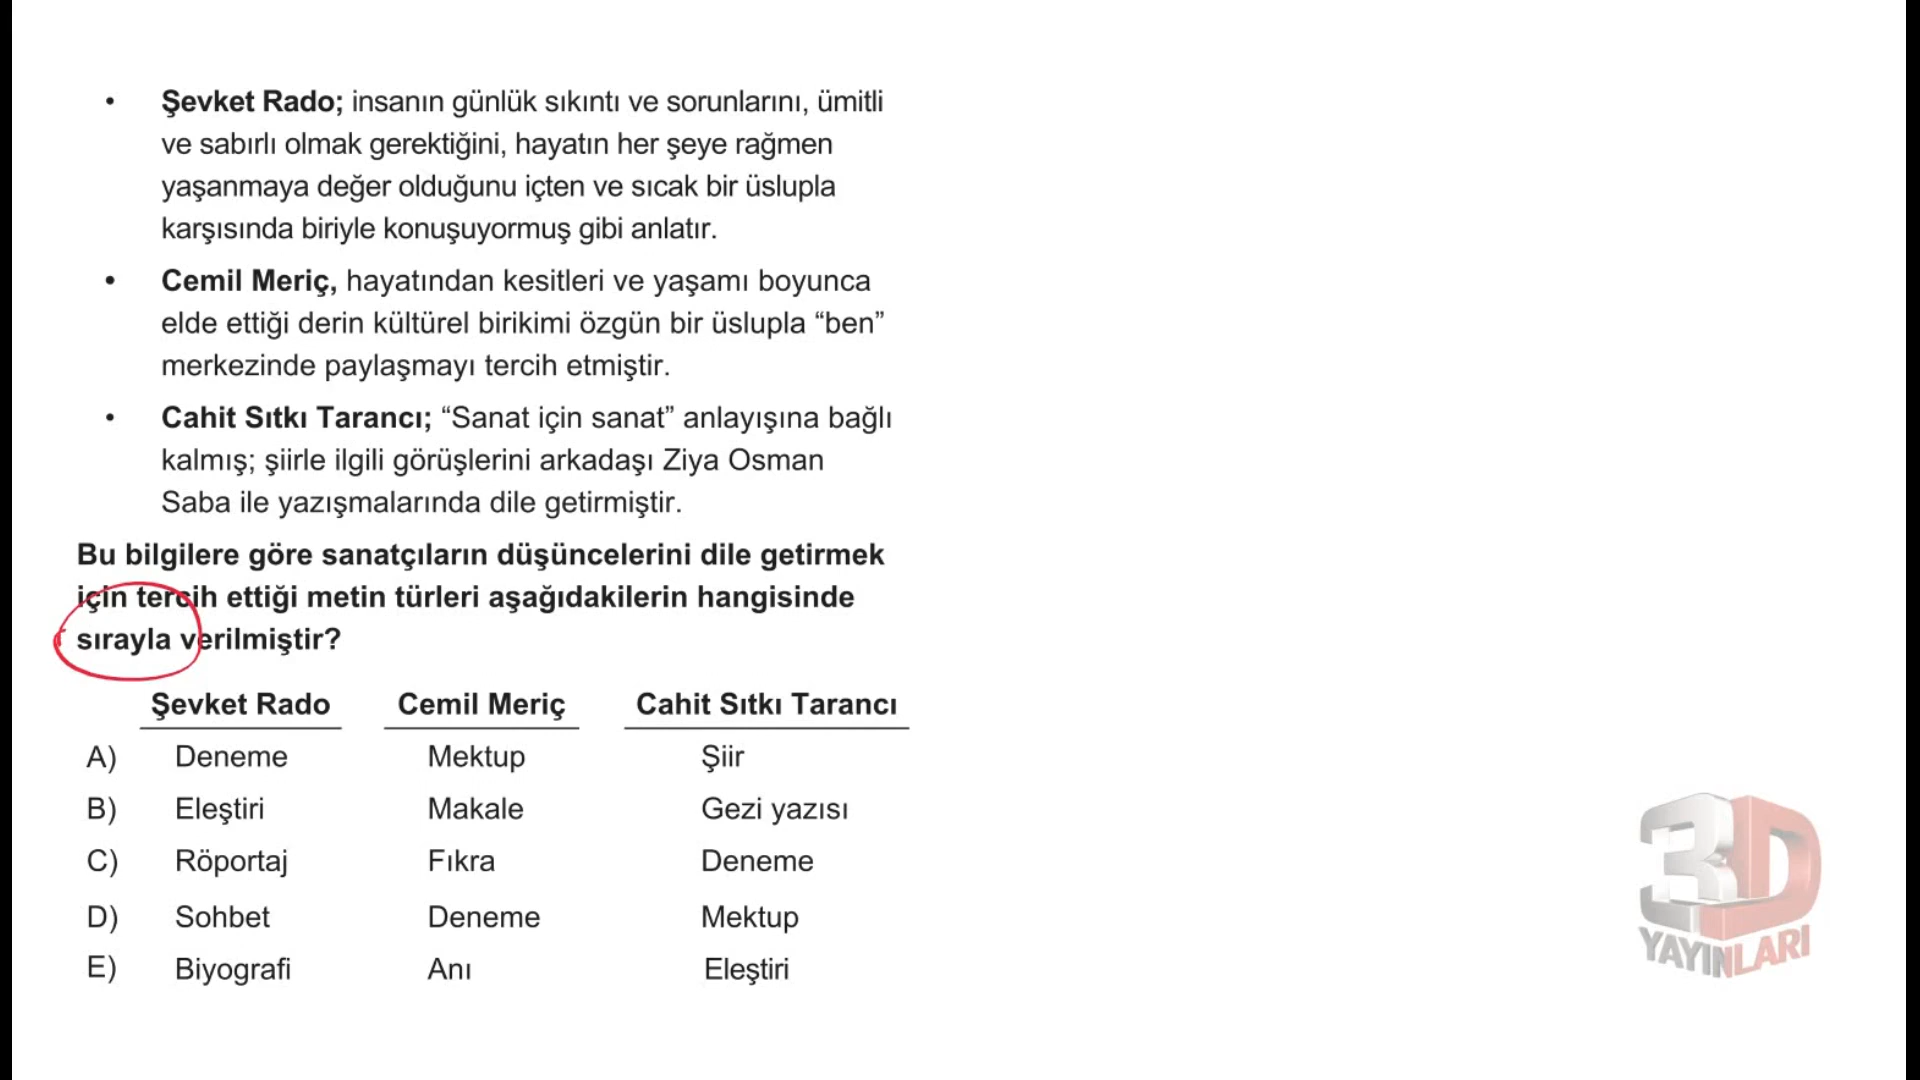 • Şevket Rado; insanın günlük sıkıntı ve sorunlarını, ümitli
ve sabırlı olmak gerektiğini, hayatın her şeye rağmen
yaşanmaya değer olduğunu içten ve sıcak bir üslupla
karşısında biriyle konuşuyormuş gibi anlatır.
• Cemil Meriç, hayatından kesitleri ve yaşamı boyunca
elde ettiği derin kültürel birikimi özgün bir üslupla “ben”
merkezinde paylaşmayı tercih etmiştir.
• Cahit Sıtkı Tarancı; “Sanat için sanat” anlayışına bağlı
kalmış; şiirle ilgili görüşlerini arkadaşı Ziya Osman
Saba ile yazışmalarında dile getirmiştir.
Bu bilgilere göre sanatçıların düşüncelerini dile getirmek
için tercih ettiği metin türleri aşağıdakilerin hangisinde
sırayla verilmiştir?
Şevket Rado Cemil Meriç Cahit Sıtkı Tarancı
A) Deneme Mektup Şiir
B) Eleştiri Makale Gezi yazısı
C) Röportaj Fıkra Deneme
D) Sohbet Deneme Mektup
E) Biyografi Anı Eleştiri
3D
YAYINLARI